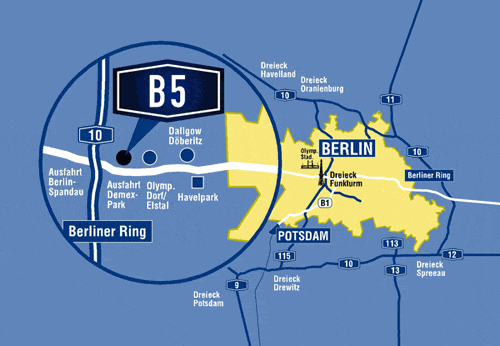 B5
10
Dallgow
Döberitz
Ausfahrt
Berlin-
Spandau
Ausfahrt
Demex-
Park
Olymp.
Dorf/
Elstal
Havelpark
Berliner Ring
Dreieck
Havelland
Dreieck
Oranienburg
10
11
10
Olymp.
Stad.
BERLIN
Dreieck
Funkturm
Berliner Ring
B1
POTSDAM
115
113
10
12
13
9
Dreieck
Spreeau
Dreieck
Drewitz
Dreieck
Potsdam